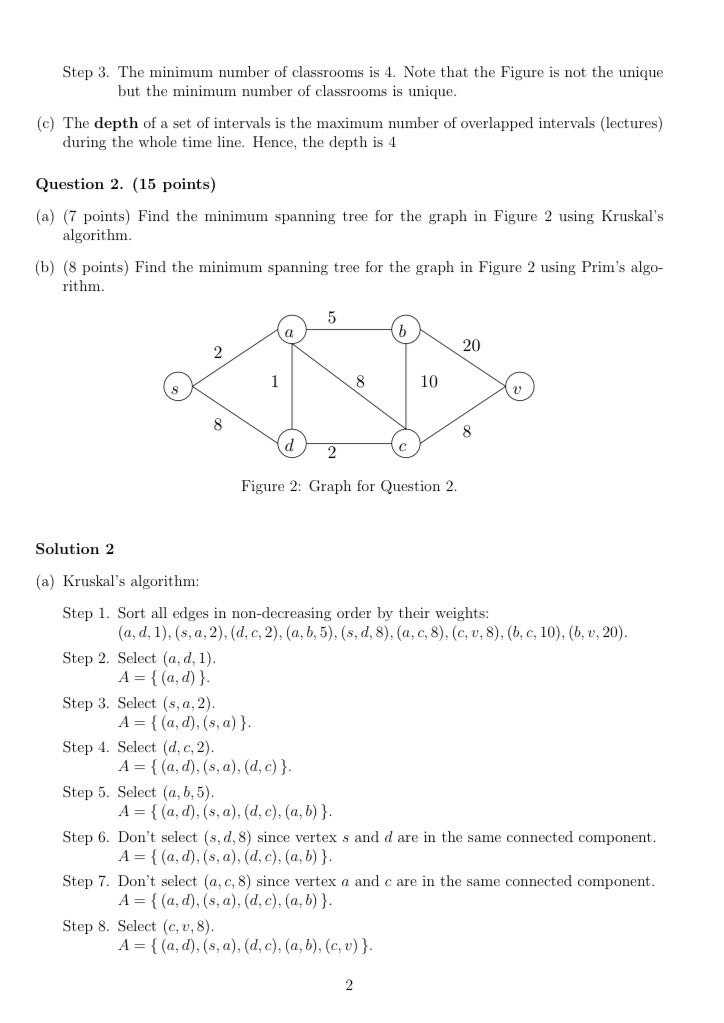 Step 3. The minimum number of classrooms is 4. Note that the Figure is not the unique
but the minimum number of classrooms is unique.
(c) The depth of a set of intervals is the maximum number of overlapped intervals (lectures)
during the whole time line. Hence, the depth is 4
Question 2. (15 points)
(a) (7 points) Find the minimum spanning tree for the graph in Figure 2 using Kruskal's
algorithm.
(b) (8 points) Find the minimum spanning tree for the graph in Figure 2 using Prim's algo-
rithm.
5
a b
2 20
s 1 8 10 v
8 8
d c
2
Figure 2: Graph for Question 2.
Solution 2
(a) Kruskal's algorithm:
Step 1. Sort all edges in non-decreasing order by their weights:
(a, d, 1), (s, a, 2), (d, c, 2), (a, b, 5), (s, d, 8), (a, c, 8), (c, v, 8), (b, c, 10), (b, v, 20).
Step 2. Select (a, d, 1).
A = { (a, d) }.
Step 3. Select (s, a, 2).
A = { (a, d), (s, a) }.
Step 4. Select (d, c, 2).
A = { (a, d), (s, a), (d, c) }.
Step 5. Select (a, b, 5).
A = { (a, d), (s, a), (d, c), (a, b) }.
Step 6. Don't select (s, d, 8) since vertex s and d are in the same connected component.
A = { (a, d), (s, a), (d, c), (a, b) }.
Step 7. Don't select (a, c, 8) since vertex a and c are in the same connected component.
A = { (a, d), (s, a), (d, c), (a, b) }.
Step 8. Select (c, v, 8).
A = { (a, d), (s, a), (d, c), (a, b), (c, v) }.
2